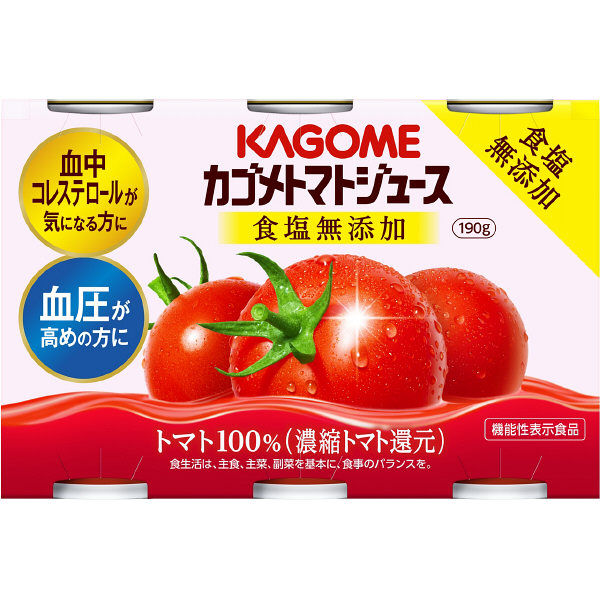 血中
コレステロールが
気になる方に
血圧が
高めの方に
KAGOME
カゴメトマトジュース
食塩無添加
190g
食塩
無添加
トマト100%(濃縮トマト還元)
機能性表示食品
食生活は、主食、主菜、副菜を基本に、食事のバランスを。